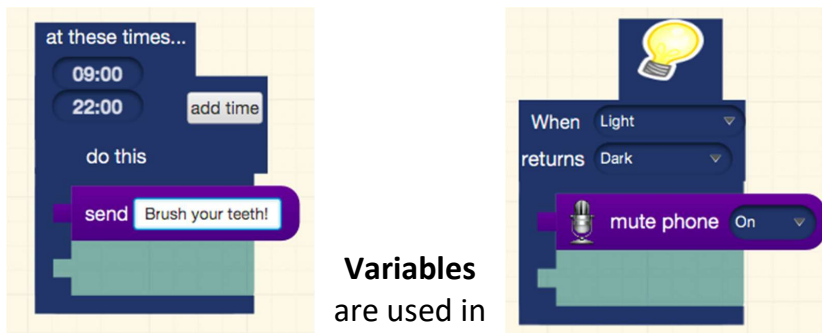 at these times...
09:00
22:00 add time
do this
send Brush your teeth!
Variables
are used in
When Light
returns Dark
mute phone On